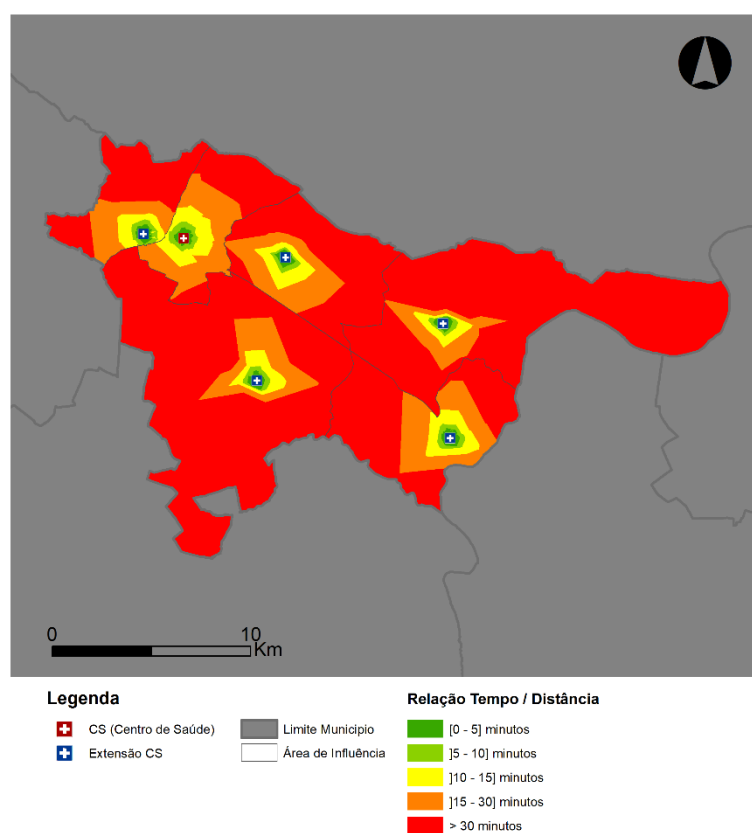 0 10
Km
Legenda
CS (Centro de Saúde)
Extensão CS
Limite Municipio
Área de Influência
Relação Tempo / Distância
[0 - 5] minutos
]5 - 10] minutos
]10 - 15] minutos
]15 - 30] minutos
> 30 minutos